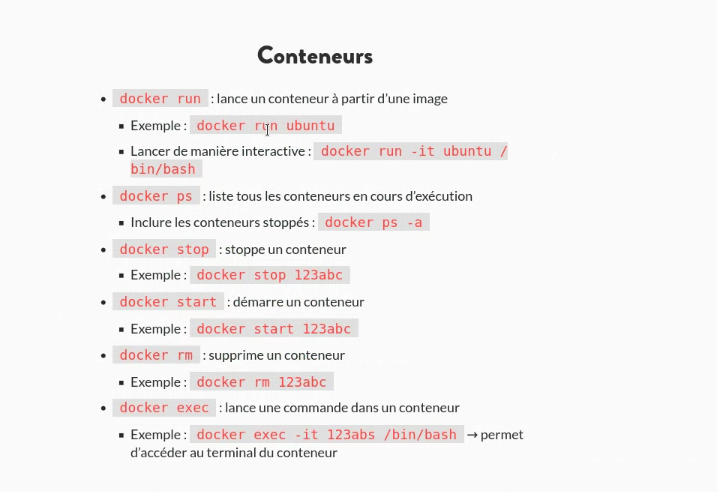 Conteneurs
• docker run : lance un conteneur à partir d'une image
▪ Exemple : docker run ubuntu
▪ Lancer de manière interactive : docker run -it ubuntu /
bin/bash
• docker ps : liste tous les conteneurs en cours d'exécution
▪ Inclure les conteneurs stoppés : docker ps -a
• docker stop : stoppe un conteneur
▪ Exemple : docker stop 123abc
• docker start : démarre un conteneur
▪ Exemple : docker start 123abc
• docker rm : supprime un conteneur
▪ Exemple : docker rm 123abc
• docker exec : lance une commande dans un conteneur
▪ Exemple : docker exec -it 123abs /bin/bash → permet
d'accéder au terminal du conteneur